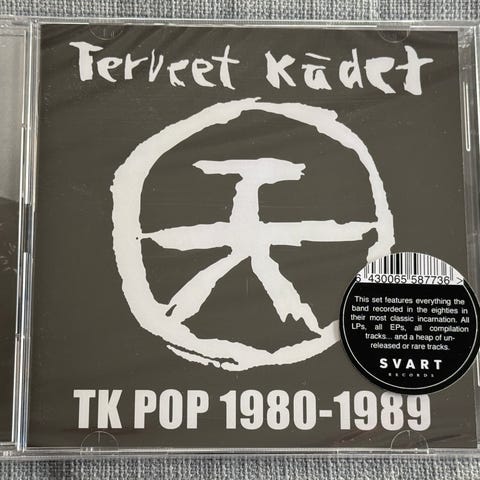 Terveet Kädet
TK POP 1980-1989
6 430065 587736 >
This set features everything the
band recorded in the eighties in
their most classic incarnation. All
LPs, all EPs, all compilation
tracks... and a heap of un-
released or rare tracks.
SVART
RECORDS